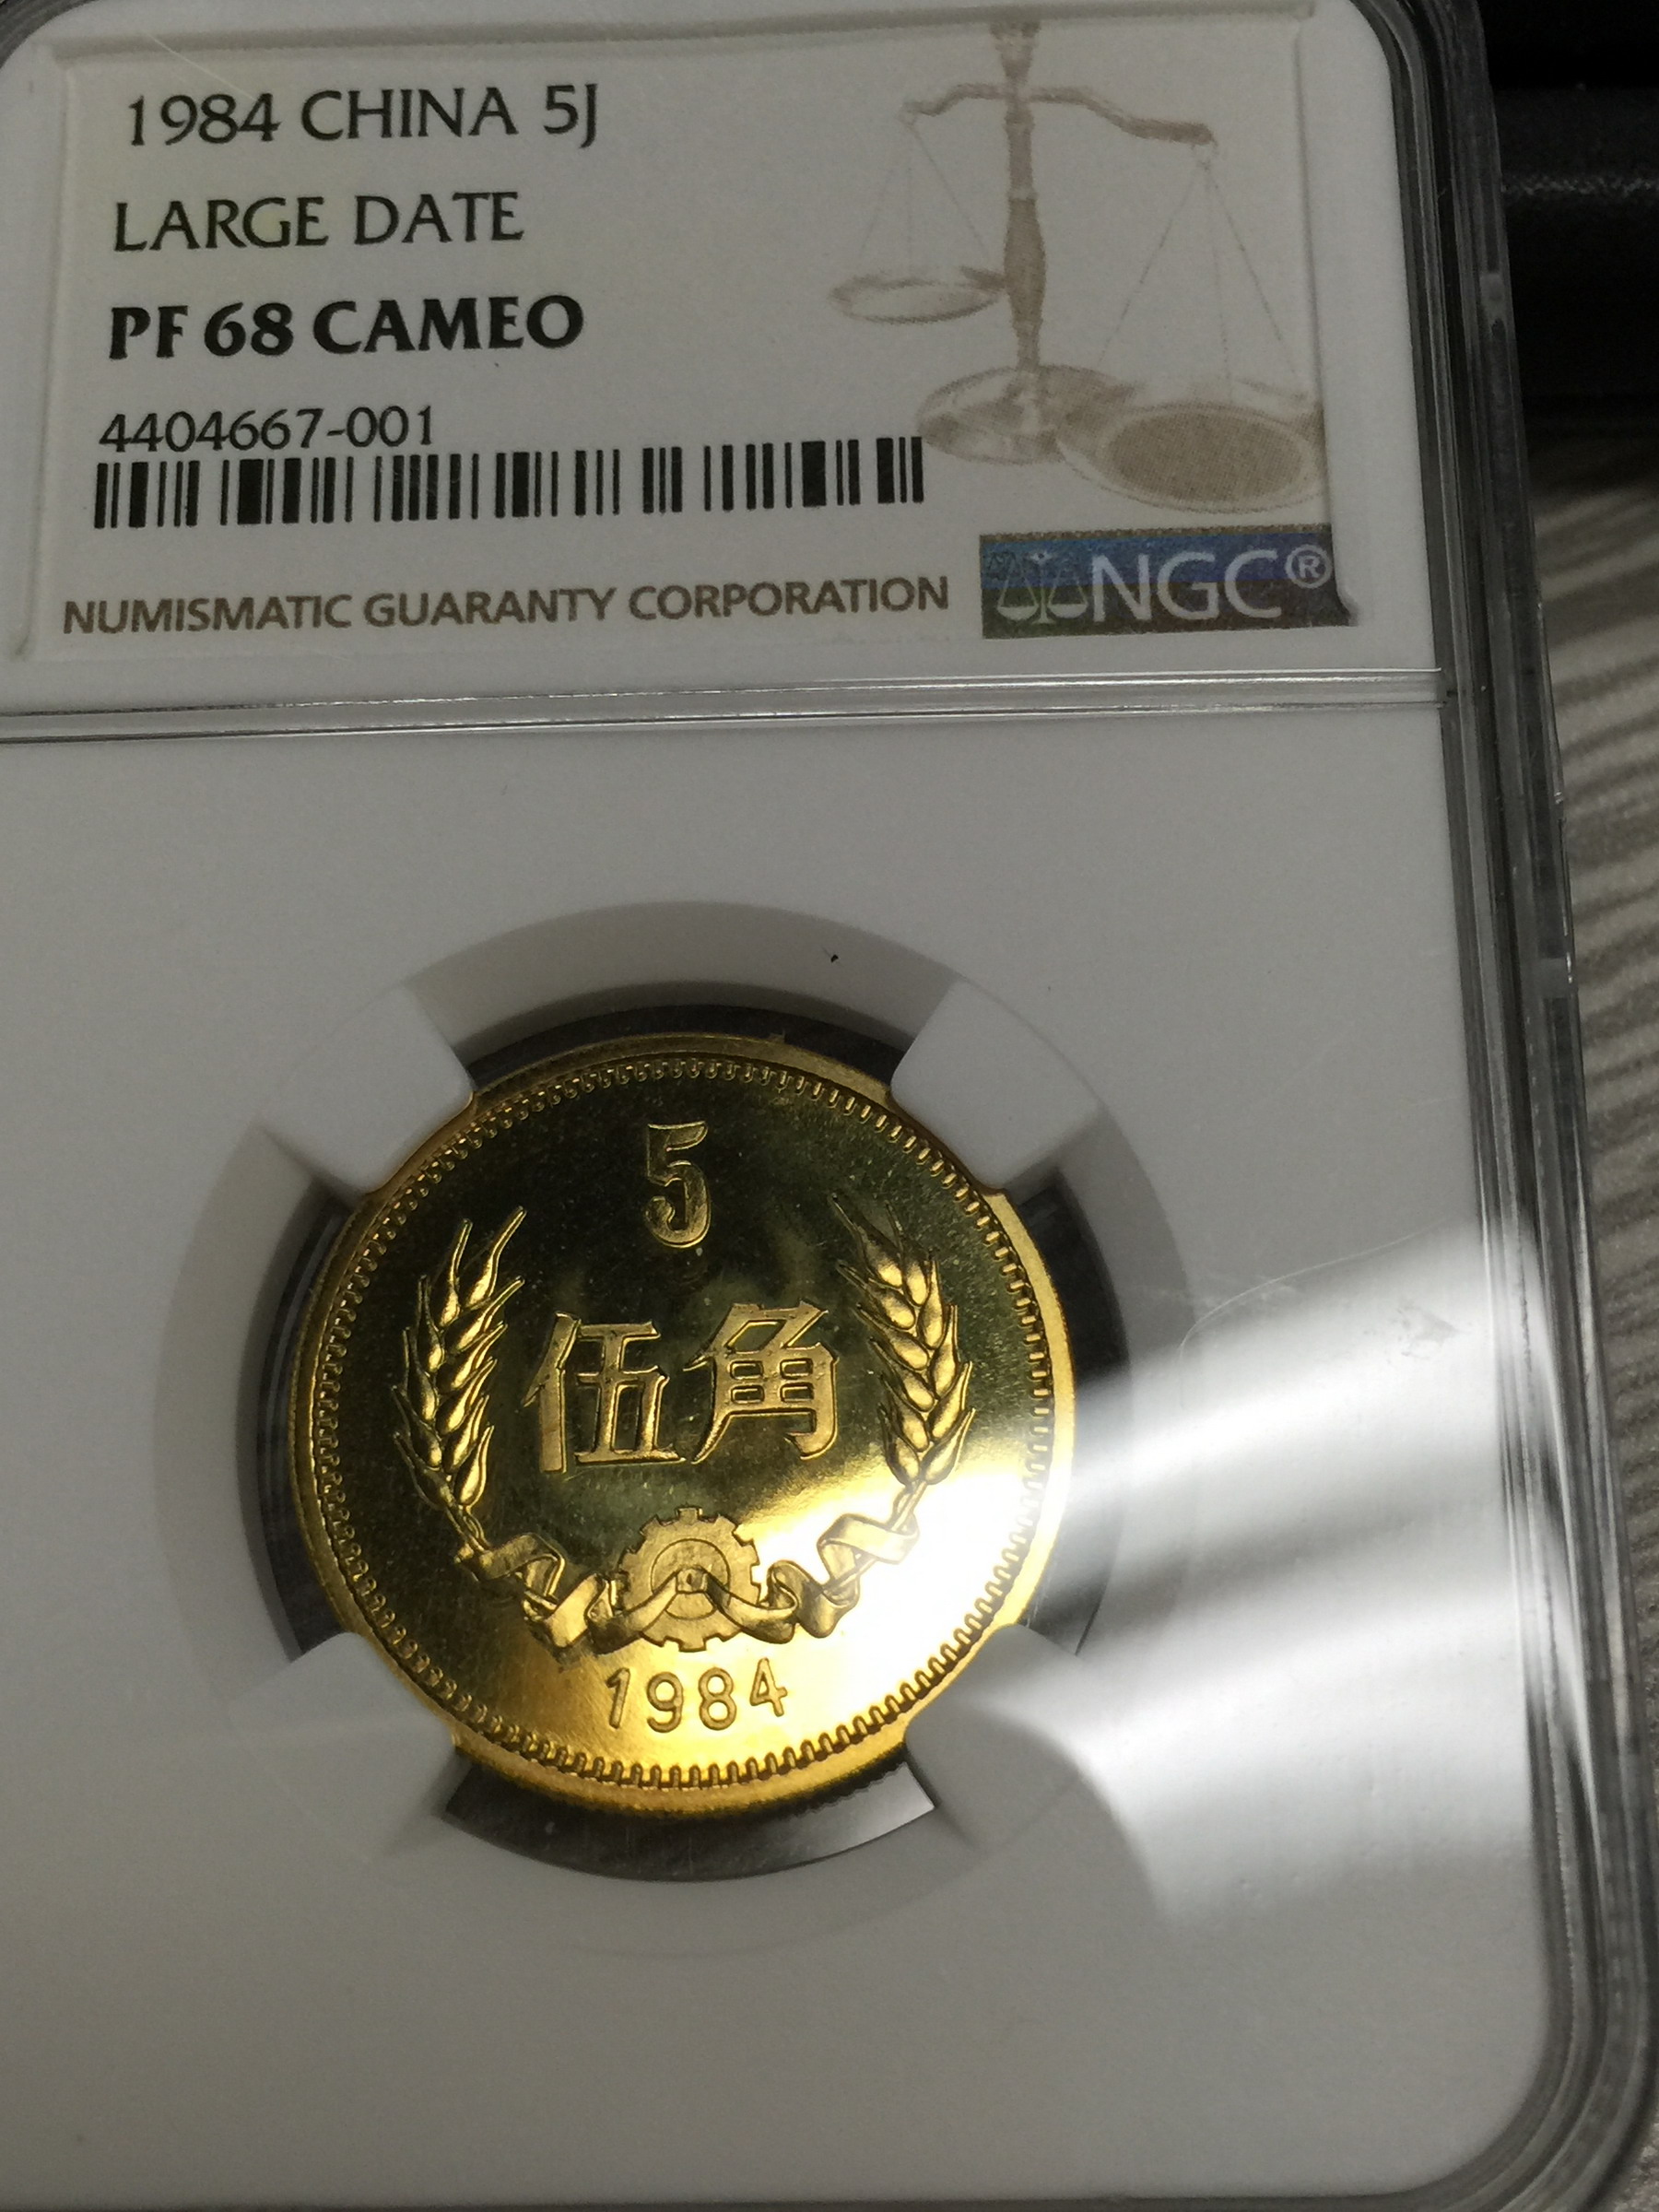 1984 CHINA 5J
LARGE DATE
PF 68 CAMEO
4404667-001
NUMISMATIC GUARANTY CORPORATION NGC®
5
伍角
1984